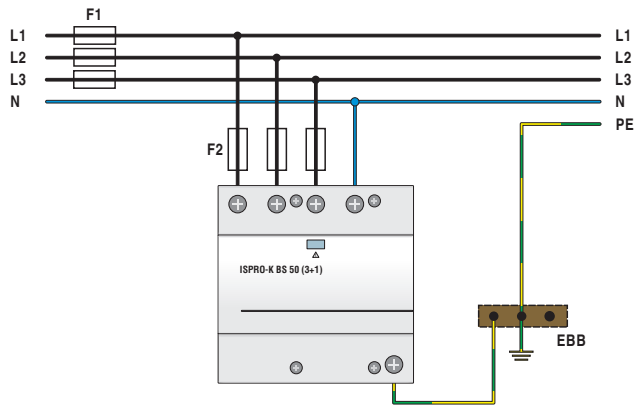 F1
L1 L1
L2 L2
L3 L3
N N
PE
F2
ISPRO-K BS 50 (3+1)
EBB